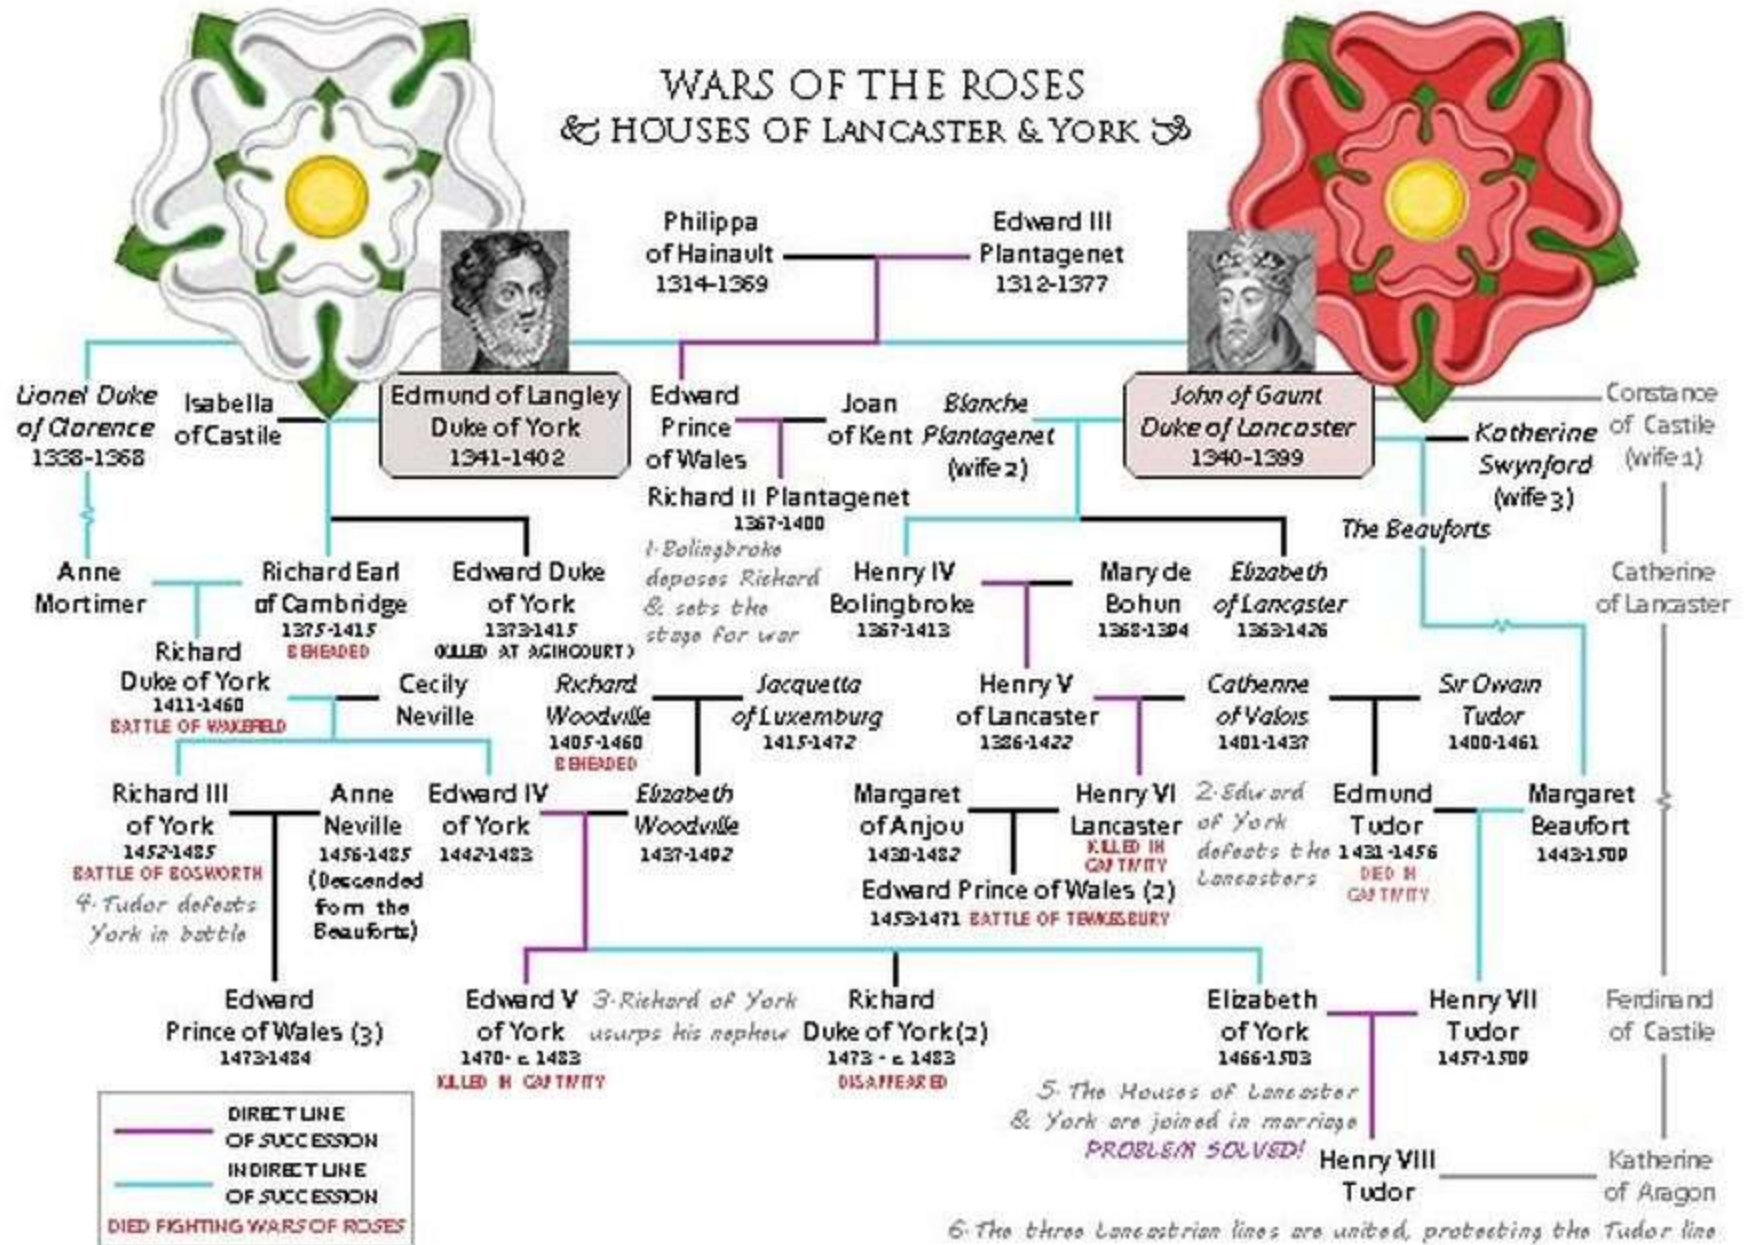 WARS OF THE ROSES
& HOUSES OF LANCASTER & YORK
Philippa
of Hainault
1314-1369
Edward III
Plantagenet
1312-1377
Lionel Duke
of Clarence
1338-1368
Isabella
of Castile
Edmund of Langley
Duke of York
1341-1402
Edward
Prince
of Wales
Joan
of Kent
Blanche
Plantagenet
(wife 2)
John of Gaunt
Duke of Lancaster
1340-1399
Katherine
Swynford
(wife 3)
Constance
of Castile
(wife 1)
Richard II Plantagenet
1367-1400
1. Bolingbroke
deposes Richard
& sets the
stage for war
The Beauforts
Anne
Mortimer
Richard Earl
of Cambridge
1375-1415
BEHEADED
Edward Duke
of York
1373-1415
(KILLED AT AGINCOURT)
Henry IV
Bolingbroke
1367-1413
Mary de
Bohun
1368-1394
Elizabeth
of Lancaster
1363-1426
Catherine
of Lancaster
Richard
Duke of York
1411-1460
BATTLE OF WAKEFIELD
Cecily
Neville
Richard
Woodville
1405-1460
BEHEADED
Jacquetta
of Luxemburg
1415-1472
Henry V
of Lancaster
1386-1422
Catherine
of Valois
1401-1437
Sir Owain
Tudor
1400-1461
Richard III
of York
1452-1485
BATTLE OF BOSWORTH
4. Tudor defeats
York in battle
Anne
Neville
1456-1485
(Descended
from the
Beauforts)
Edward IV
of York
1442-1483
Elizabeth
Woodville
1437-1492
Margaret
of Anjou
1430-1482
Henry VI
Lancaster
KILLED IN
CAPTIVITY
2. Edward
of York
defeats the
Lancasters
Edmund
Tudor
1431-1456
DIED IN
CAPTIVITY
Margaret
Beaufort
1443-1509
Edward Prince of Wales (2)
1453-1471 BATTLE OF TEWKESBURY
Edward
Prince of Wales (3)
1473-1484
Edward V
of York
1470- c. 1483
KILLED IN CAPTIVITY
3. Richard of York
usurps his nephew
Richard
Duke of York (2)
1473 - c. 1483
DISAPPEARED
Elizabeth
of York
1466-1503
Henry VII
Tudor
1457-1509
Ferdinand
of Castile
5. The Houses of Lancaster
& York are joined in marriage
PROBLEM SOLVED!
Henry VIII
Tudor
Katherine
of Aragon
6. The three Lancastrian lines are united, protecting the Tudor line
DIRECT LINE
OF SUCCESSION
INDIRECT LINE
OF SUCCESSION
DIED FIGHTING WARS OF ROSES